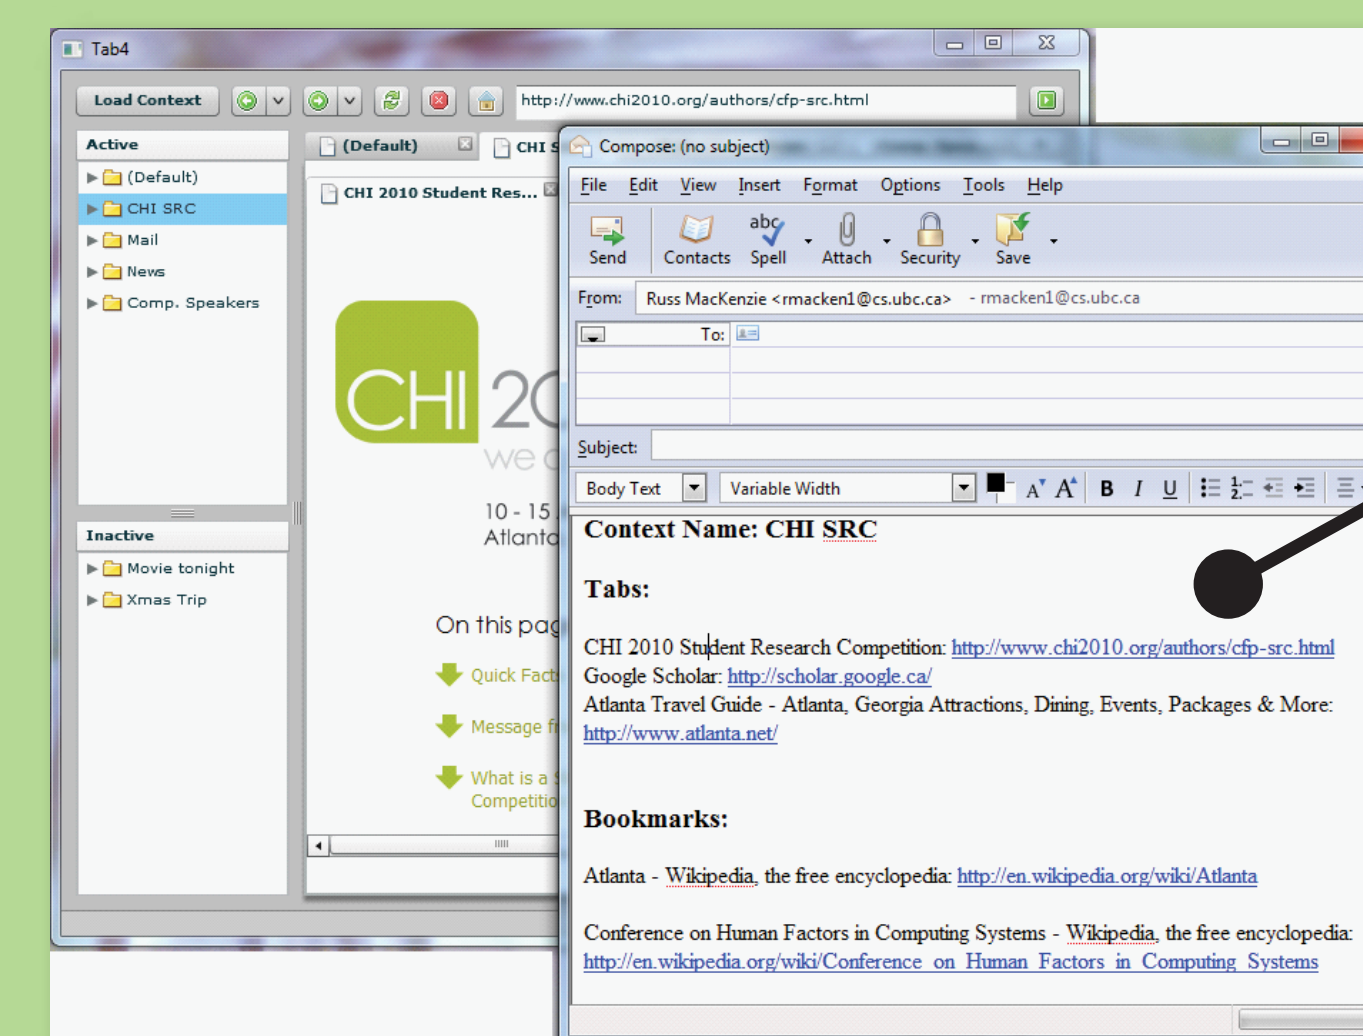 Tab4
Load Context
http://www.chi2010.org/authors/cfp-src.html
Active
(Default)
CHI SRC
Mail
News
Comp. Speakers
Inactive
Movie tonight
Xmas Trip
(Default)
CHI S
CHI 2010 Student Res...
CHI 20
we
10 - 15
Atlanta
On this pag
Quick Fact
Message f
What is a S
Competitio
Compose: (no subject)
File Edit View Insert Format Options Tools Help
abc
Send Contacts Spell Attach Security Save
From: Russ MacKenzie <rmacken1@cs.ubc.ca> - rmacken1@cs.ubc.ca
To:
Subject:
Body Text Variable Width A A B I U
Context Name: CHI SRC
Tabs:
CHI 2010 Student Research Competition: http://www.chi2010.org/authors/cfp-src.html
Google Scholar: http://scholar.google.ca/
Atlanta Travel Guide - Atlanta, Georgia Attractions, Dining, Events, Packages & More:
http://www.atlanta.net/
Bookmarks:
Atlanta - Wikipedia, the free encyclopedia: http://en.wikipedia.org/wiki/Atlanta
Conference on Human Factors in Computing Systems - Wikipedia, the free encyclopedia:
http://en.wikipedia.org/wiki/Conference_on_Human_Factors_in_Computing_Systems